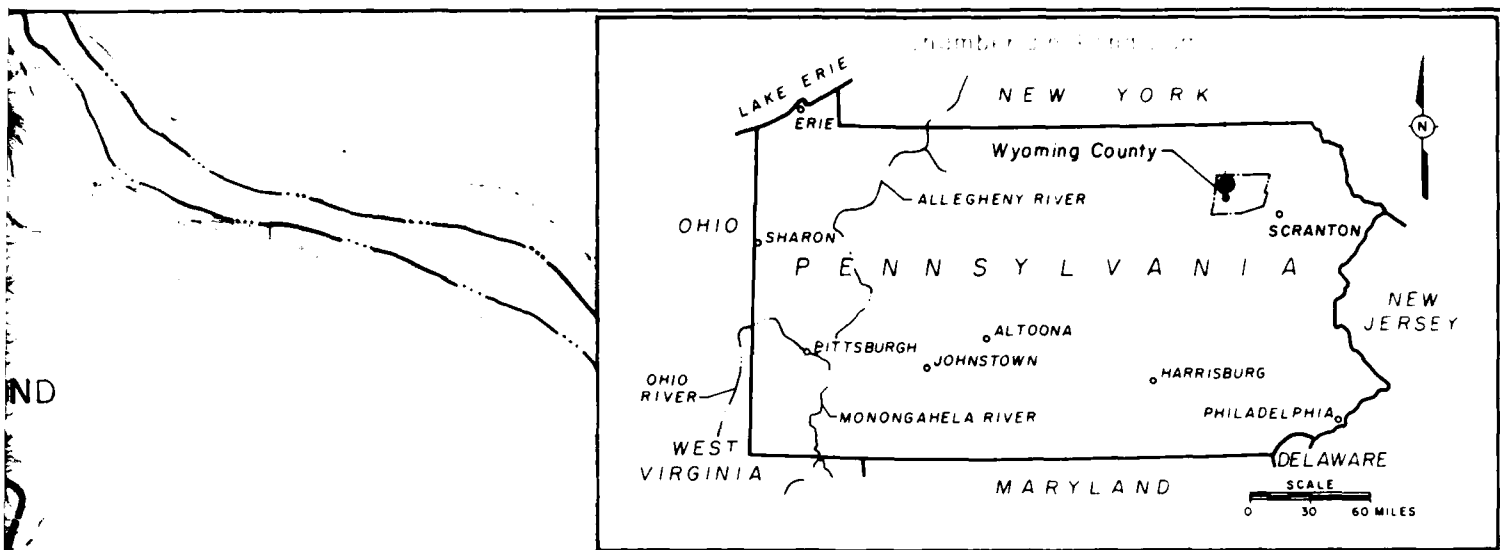 LAKE ERIE
NEW YORK
ERIE
N
Wyoming County
ALLEGHENY RIVER
OHIO
SHARON
SCRANTON
PENNSYLVANIA
NEW
JERSEY
ALTOONA
PITTSBURGH
JOHNSTOWN
OHIO
RIVER
HARRISBURG
ND
MONONGAHELA RIVER
PHILADELPHIA
WEST
VIRGINIA
DELAWARE
MARYLAND
SCALE
0 30 60 MILES